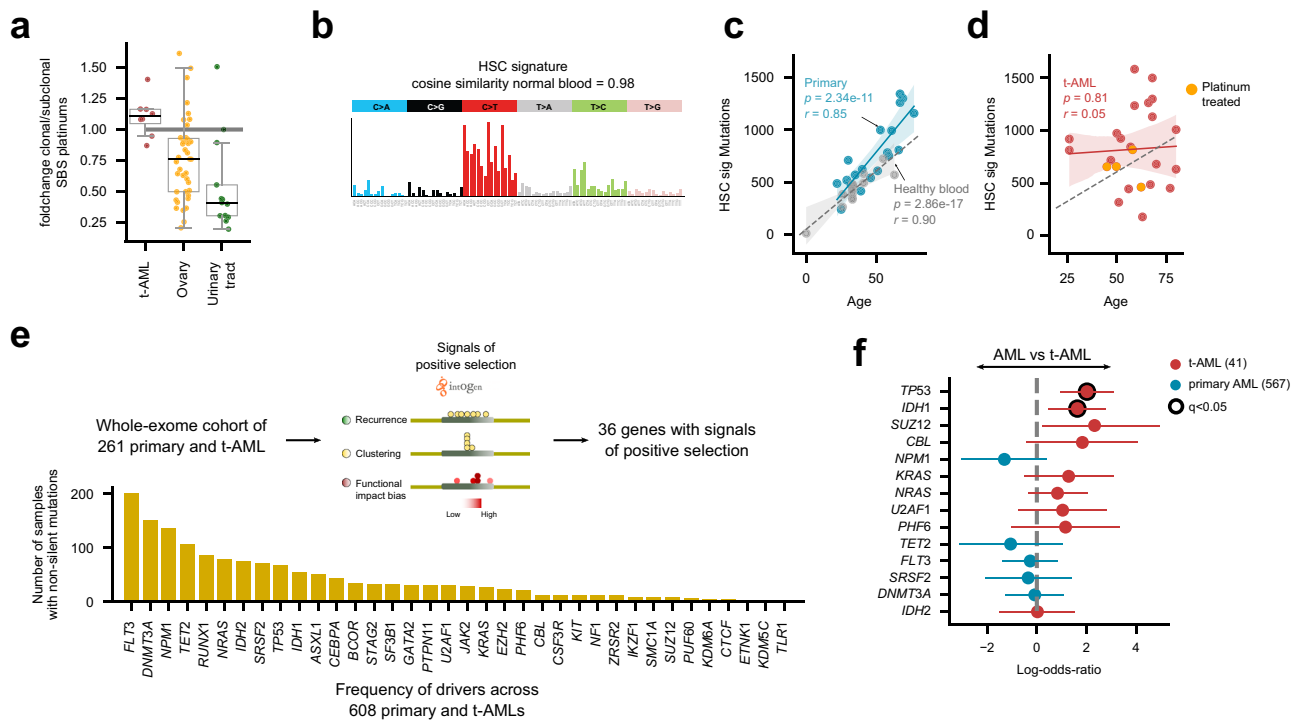 a
foldchange clonal/subclonal
SBS platinums
1.50
1.25
1.00
0.75
0.50
0.25
t-AML
Ovary
Urinary
tract
b
HSC signature
cosine similarity normal blood = 0.98
C>A
C>G
C>T
T>A
T>C
T>G
c
HSC sig Mutations
1500
1000
500
0
Primary
p = 2.34e-11
r = 0.85
Healthy blood
p = 2.86e-17
r = 0.90
0
50
Age
d
HSC sig Mutations
1500
1000
500
0
t-AML
p = 0.81
r = 0.05
Platinum
treated
25
50
75
Age
e
Whole-exome cohort of
261 primary and t-AML
Signals of
positive selection
intOgen
Recurrence
Clustering
Functional
impact bias
Low
High
36 genes with signals
of positive selection
Number of samples
with non-silent mutations
200
100
0
FLT3
DNMT3A
NPM1
TET2
RUNX1
NRAS
IDH2
SRSF2
TP53
IDH1
ASXL1
CEBPA
BCOR
STAG2
SF3B1
GATA2
PTPN11
U2AF1
JAK2
KRAS
EZH2
PHF6
CBL
CSF3R
KIT
NF1
ZRSR2
IKZF1
SMC1A
SUZ12
PUF60
KDM6A
CTCF
ETNK1
KDM5C
TLR1
Frequency of drivers across
608 primary and t-AMLs
f
AML vs t-AML
t-AML (41)
primary AML (567)
q<0.05
TP53
IDH1
SUZ12
CBL
NPM1
KRAS
NRAS
U2AF1
PHF6
TET2
FLT3
SRSF2
DNMT3A
IDH2
−2
0
2
4
Log-odds-ratio